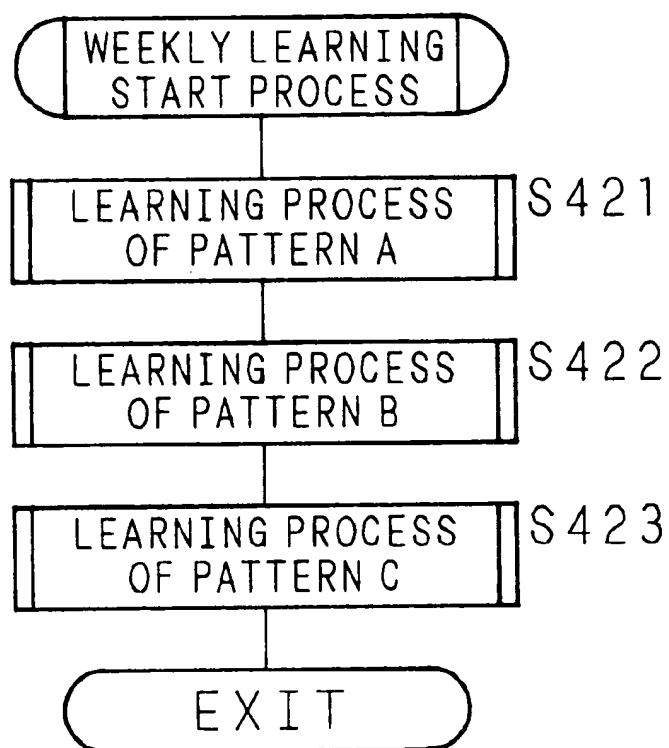 WEEKLY LEARNING
START PROCESS
LEARNING PROCESS
OF PATTERN A
S421
LEARNING PROCESS
OF PATTERN B
S422
LEARNING PROCESS
OF PATTERN C
S423
EXIT